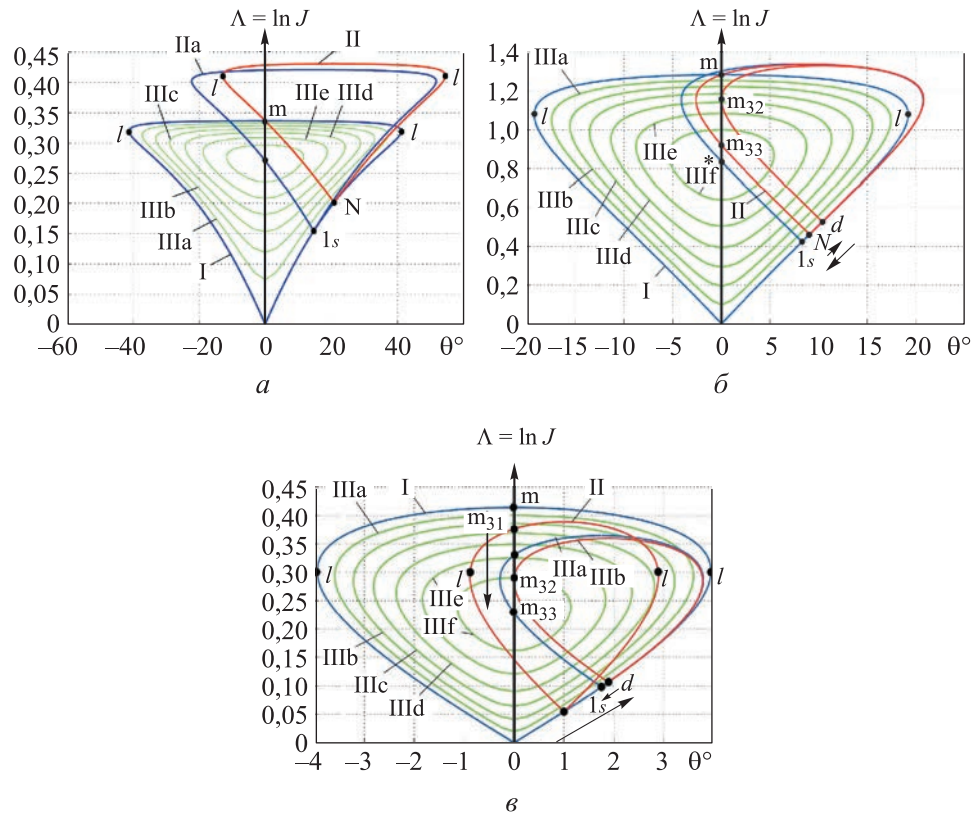 Λ = ln J
0,45
0,40
0,35
0,30
0,25
0,20
0,15
0,10
0,05
0
IIa
II
l
l
IIIc
m
IIIe
IIId
l
l
N
IIIb
IIIa
1s
I
–60
–40
–20
0
20
40
θ°
а
Λ = ln J
1,4
1,2
1,0
0,8
0,6
0,4
0,2
0
IIIa
m
l
m32
l
IIIe
m33
*
IIIf
IIIb
II
IIIc
d
IIId
N
1s
I
–20
–15
–10
–5
0
5
10
15
20
θ°
б
Λ = ln J
0,45
0,40
0,35
0,30
0,25
0,20
0,15
0,10
0,05
0
IIIa
I
m
II
m31
l
l
IIIa
IIIb
l
l
m32
IIIe
m33
IIIf
IIIb
IIIc
d
IIId
1s
–4
–3
–2
–1
0
1
2
3
θ°
в